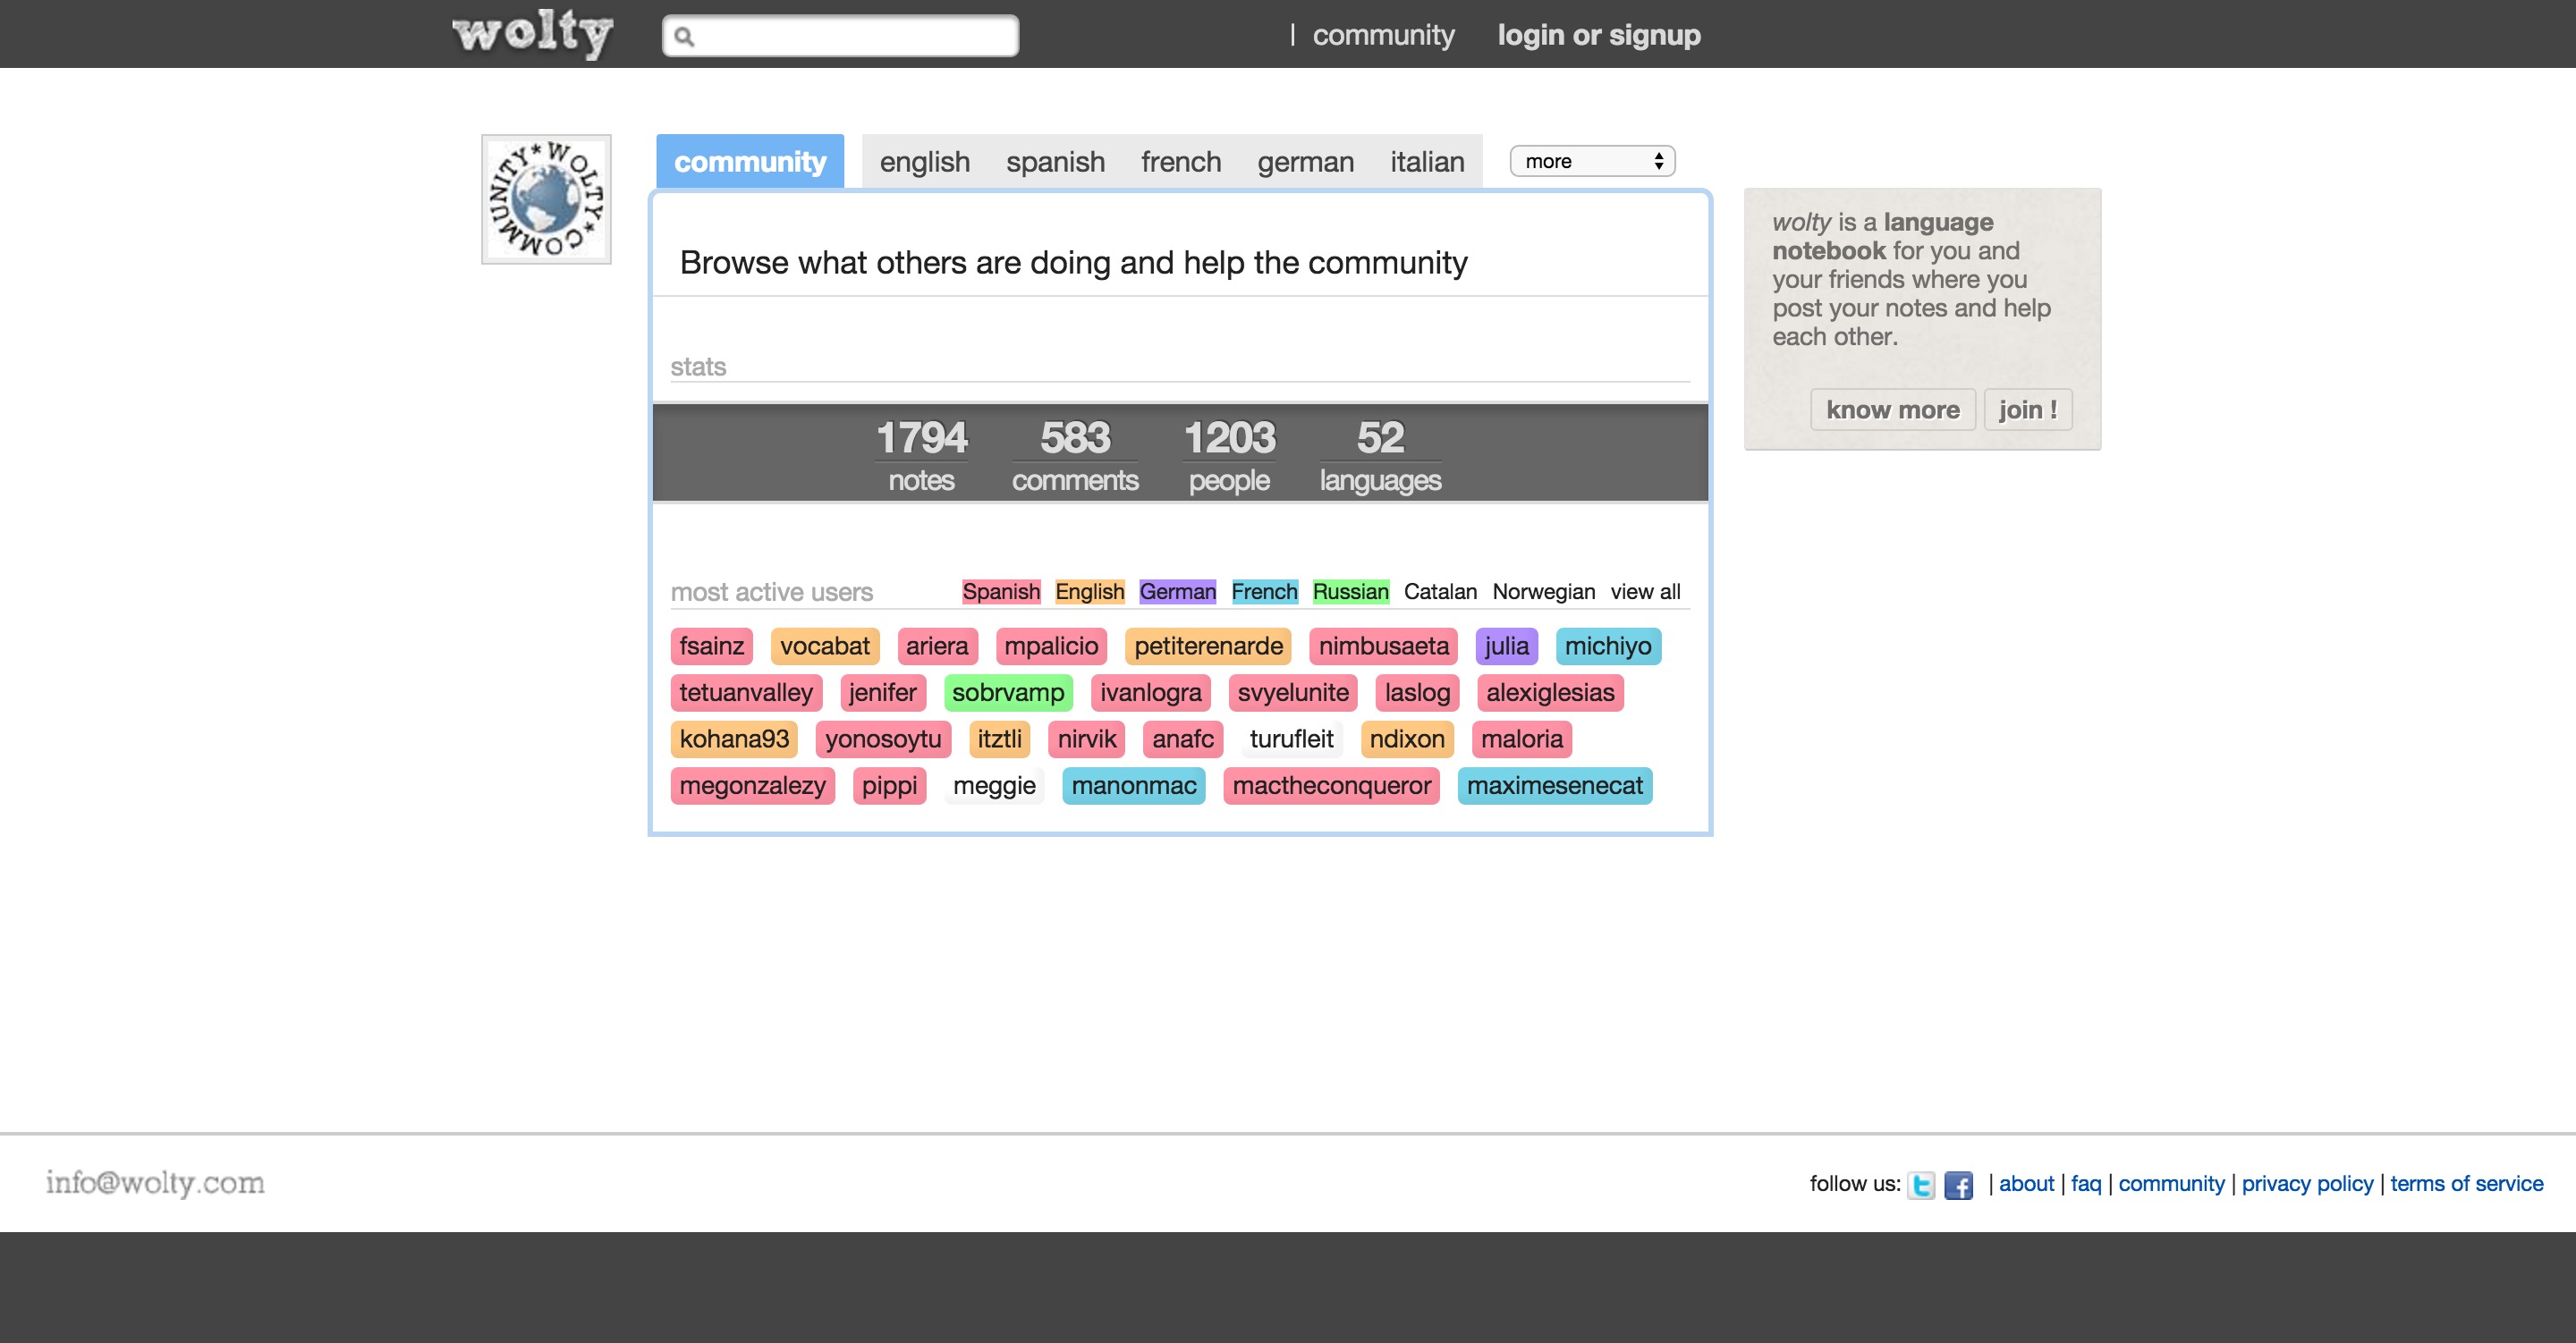 wolty
| community login or signup
COMMUNITY * WOLTY *
community english spanish french german italian more
Browse what others are doing and help the community
wolty is a language
notebook for you and
your friends where you
post your notes and help
each other.
know more join !
stats
1794 583 1203 52
notes comments people languages
most active users Spanish English German French Russian Catalan Norwegian view all
fsainz vocabat ariera mpalicio petiterenarde nimbusaeta julia michiyo
tetuanvalley jenifer sobrvamp ivanlogra svyelunite laslog alexiglesias
kohana93 yonosoytu itztli nirvik anafc turufleit ndixon maloria
megonzalezy pippi meggie manonmac mactheconqueror maximesenecat
info@wolty.com
follow us: t f | about | faq | community | privacy policy | terms of service